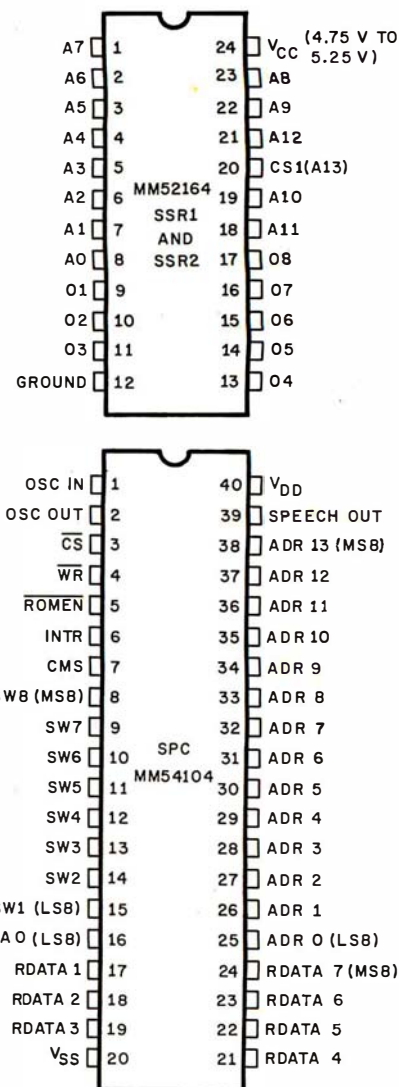 A7 1 24 VCC (4.75 V TO 5.25 V)
A6 2 23 A8
A5 3 22 A9
A4 4 21 A12
A3 5 20 CS1(A13)
A2 6 19 A10
A1 7 18 A11
A0 8 17 O8
O1 9 16 O7
O2 10 15 O6
O3 11 14 O5
GROUND 12 13 O4
MM52164
SSR1
AND
SSR2
OSC IN 1 40 VDD
OSC OUT 2 39 SPEECH OUT
CS 3 38 ADR 13 (MSB)
WR 4 37 ADR 12
ROMEN 5 36 ADR 11
INTR 6 35 ADR 10
CMS 7 34 ADR 9
SW8 (MSB) 8 33 ADR 8
SW7 9 32 ADR 7
SW6 10 31 ADR 6
SW5 11 30 ADR 5
SW4 12 29 ADR 4
SW3 13 28 ADR 3
SW2 14 27 ADR 2
W1 (LSB) 15 26 ADR 1
A 0 (LSB) 16 25 ADR 0 (LSB)
RDATA 1 17 24 RDATA 7 (MSB)
RDATA 2 18 23 RDATA 6
RDATA 3 19 22 RDATA 5
VSS 20 21 RDATA 4
SPC
MM54104